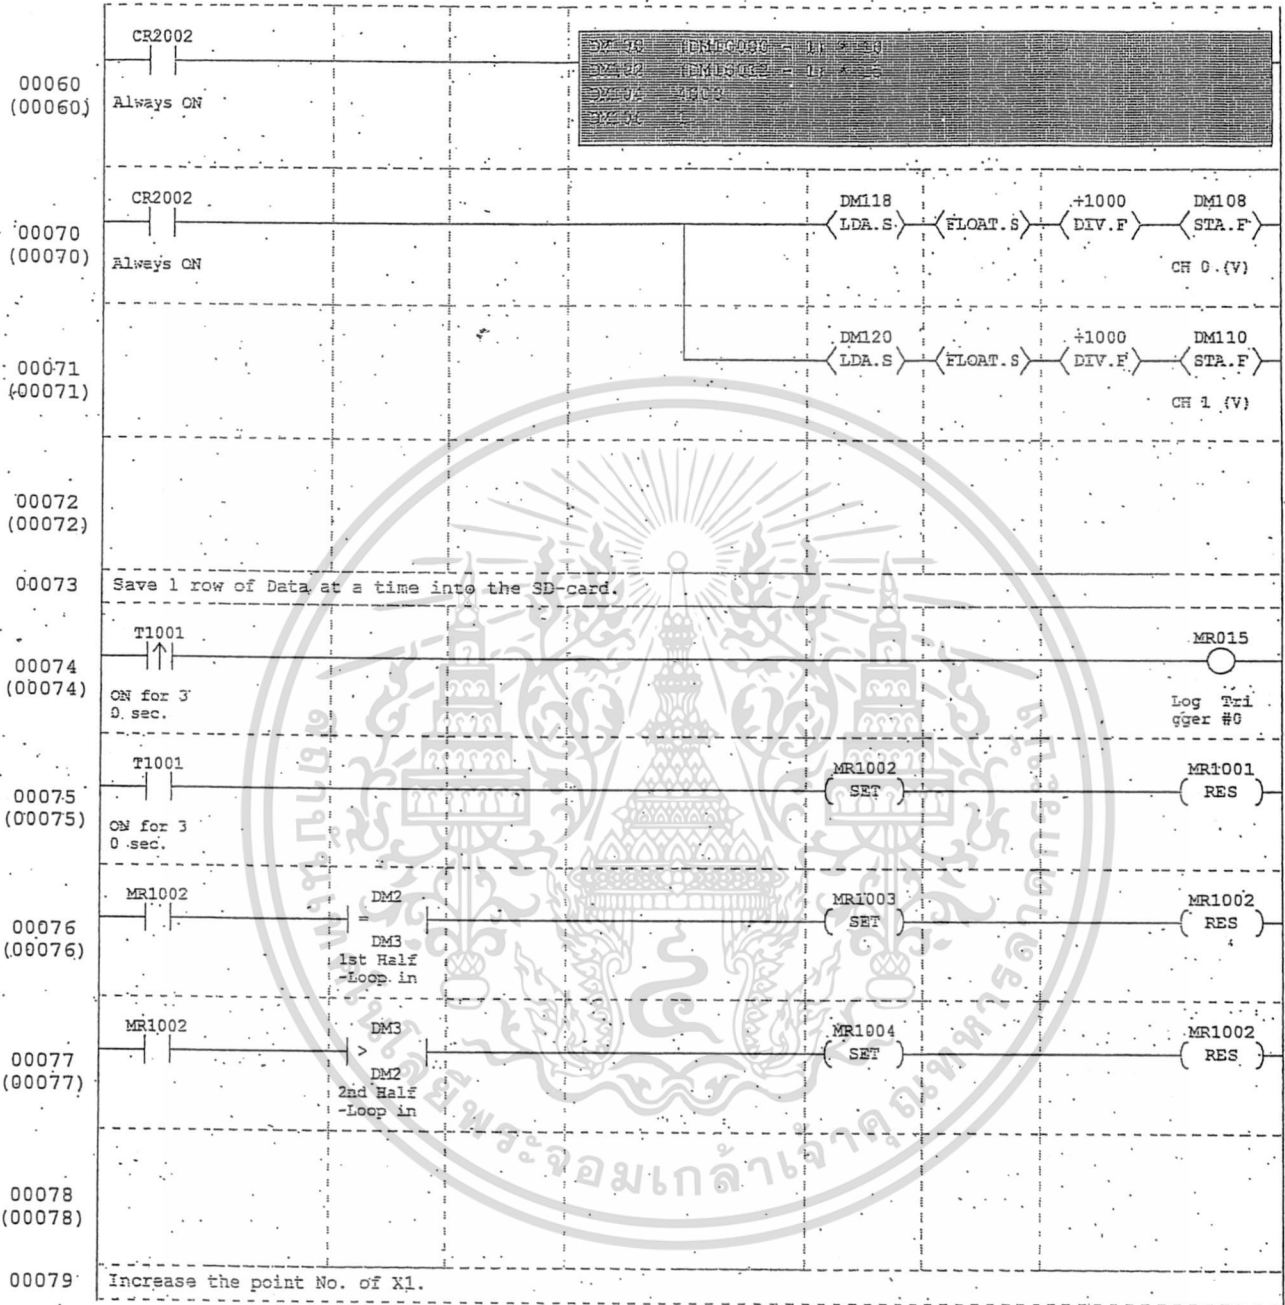 CR2002
00060
(00060)
Always ON
CR2002
00070
(00070)
Always ON
DM118
LDA.S
FLOAT.S
+1000
DIV.F
DM108
STA.F
CH 0 (V)
00071
(00071)
DM120
LDA.S
FLOAT.S
+1000
DIV.F
DM110
STA.F
CH 1 (V)
00072
(00072)
00073
Save 1 row of Data at a time into the SD-card.
T1001
00074
(00074)
ON for 3
0 sec.
MR015
Log Tri
gger #0
T1001
00075
(00075)
ON for 3
0 sec.
MR1002
SET
MR1001
RES
MR1002
00076
(00076)
DM2
=
DM3
1st Half
-Loop in
MR1003
SET
MR1002
RES
MR1002
00077
(00077)
DM3
>
DM2
2nd Half
-Loop in
MR1004
SET
MR1002
RES
00078
(00078)
00079
Increase the point No. of X1.